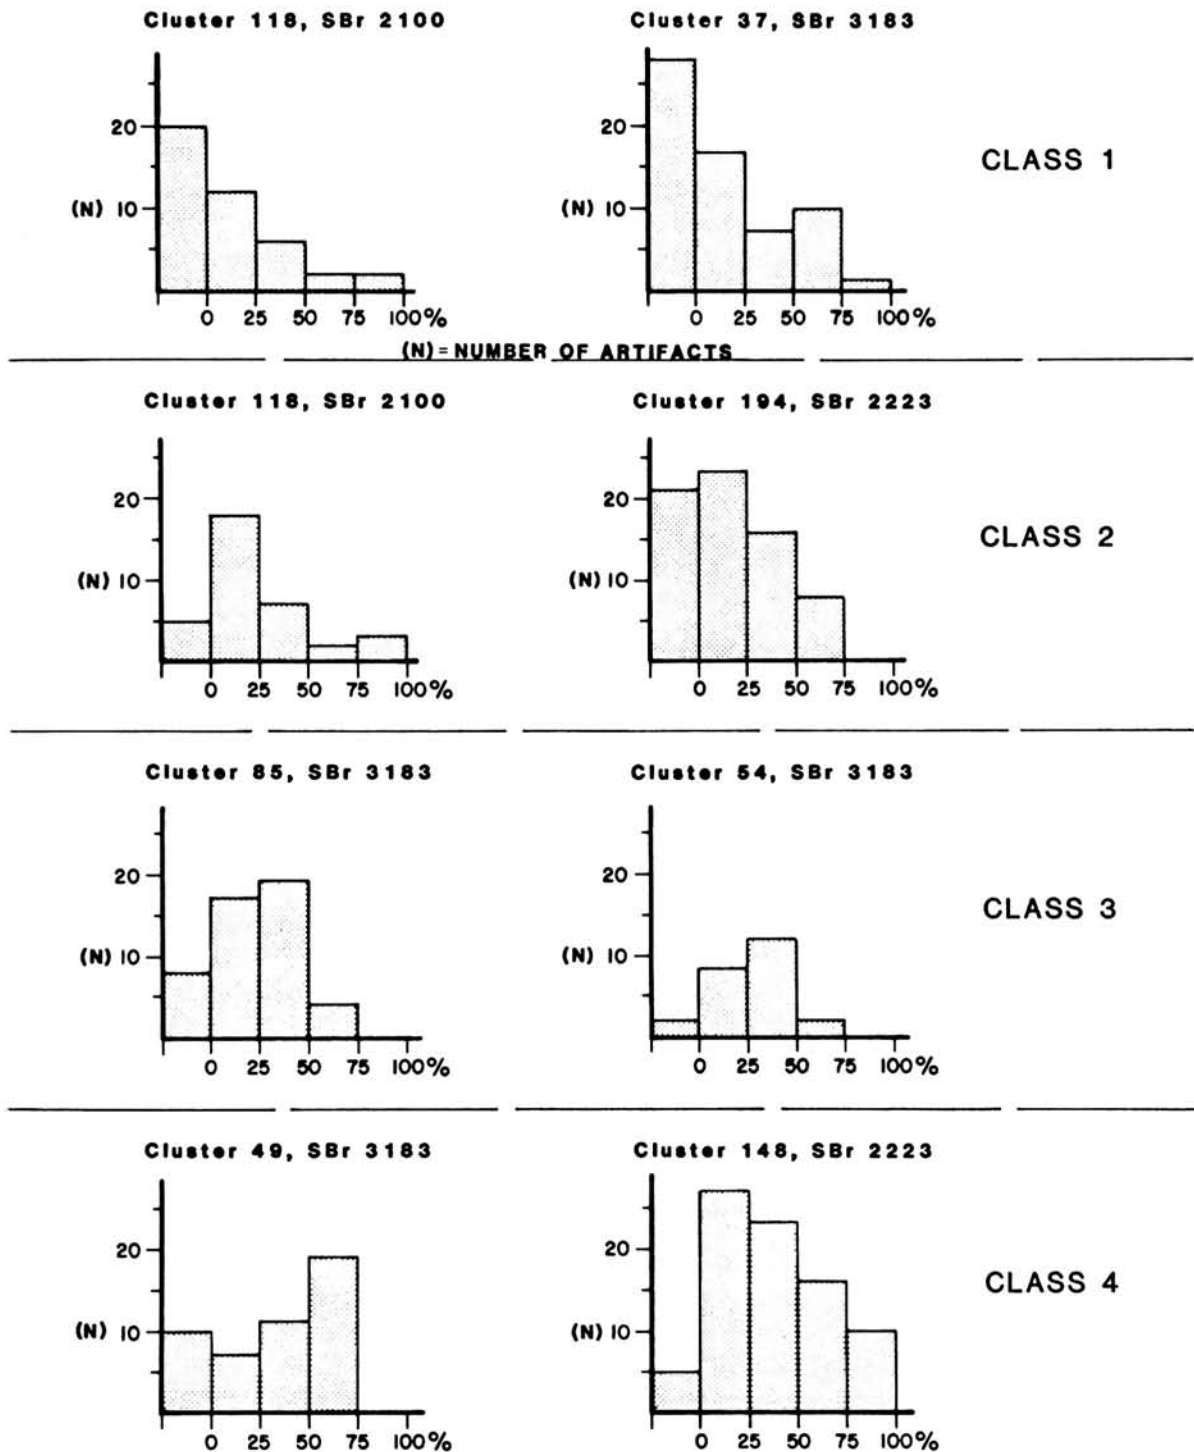 Cluster 118, SBr 2100
Cluster 37, SBr 3183
20
(N) 10
0 25 50 75 100%
20
(N) 10
0 25 50 75 100%
CLASS 1
(N)=NUMBER OF ARTIFACTS
Cluster 118, SBr 2100
Cluster 194, SBr 2223
20
(N) 10
0 25 50 75 100%
20
(N) 10
0 25 50 75 100%
CLASS 2
Cluster 85, SBr 3183
Cluster 54, SBr 3183
20
(N) 10
0 25 50 75 100%
20
(N) 10
0 25 50 75 100%
CLASS 3
Cluster 49, SBr 3183
Cluster 148, SBr 2223
20
(N) 10
0 25 50 75 100%
20
(N) 10
0 25 50 75 100%
CLASS 4